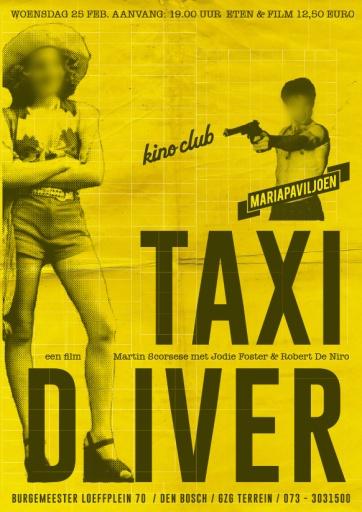 WOENSDAG 25 FEB. AANVANG: 19.00 UUR ETEN & FILM 12,50 EURO
kino club
MARIAPAVILJOEN
TAXI
een film Martin Scorsese met Jodie Foster & Robert De Niro
D IVER
BURGEMEESTER LOEFFPLEIN 70 / DEN BOSCH / GZG TERREIN / 073 - 3031500